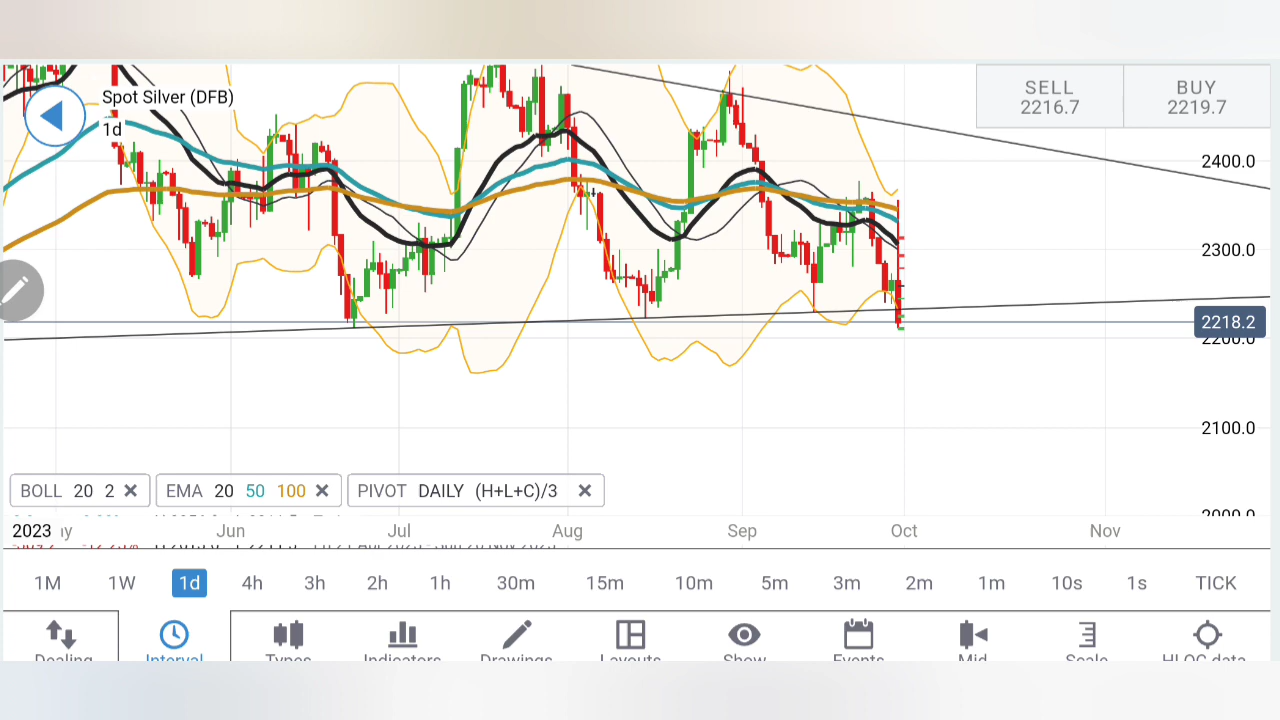 Spot Silver (DFB)
1d
SELL
2216.7
BUY
2219.7
2400.0
2300.0
2218.2
2200.0
2100.0
2000.0
BOLL 20 2 ×
EMA 20 50 100 ×
PIVOT DAILY (H+L+C)/3 ×
2023 Jun Jul Aug Sep Oct Nov
1M 1W 1d 4h 3h 2h 1h 30m 15m 10m 5m 3m 2m 1m 10s 1s TICK
Dealing Interval Types Indicators Drawings Layouts Show Events Mid Scale HLOC data